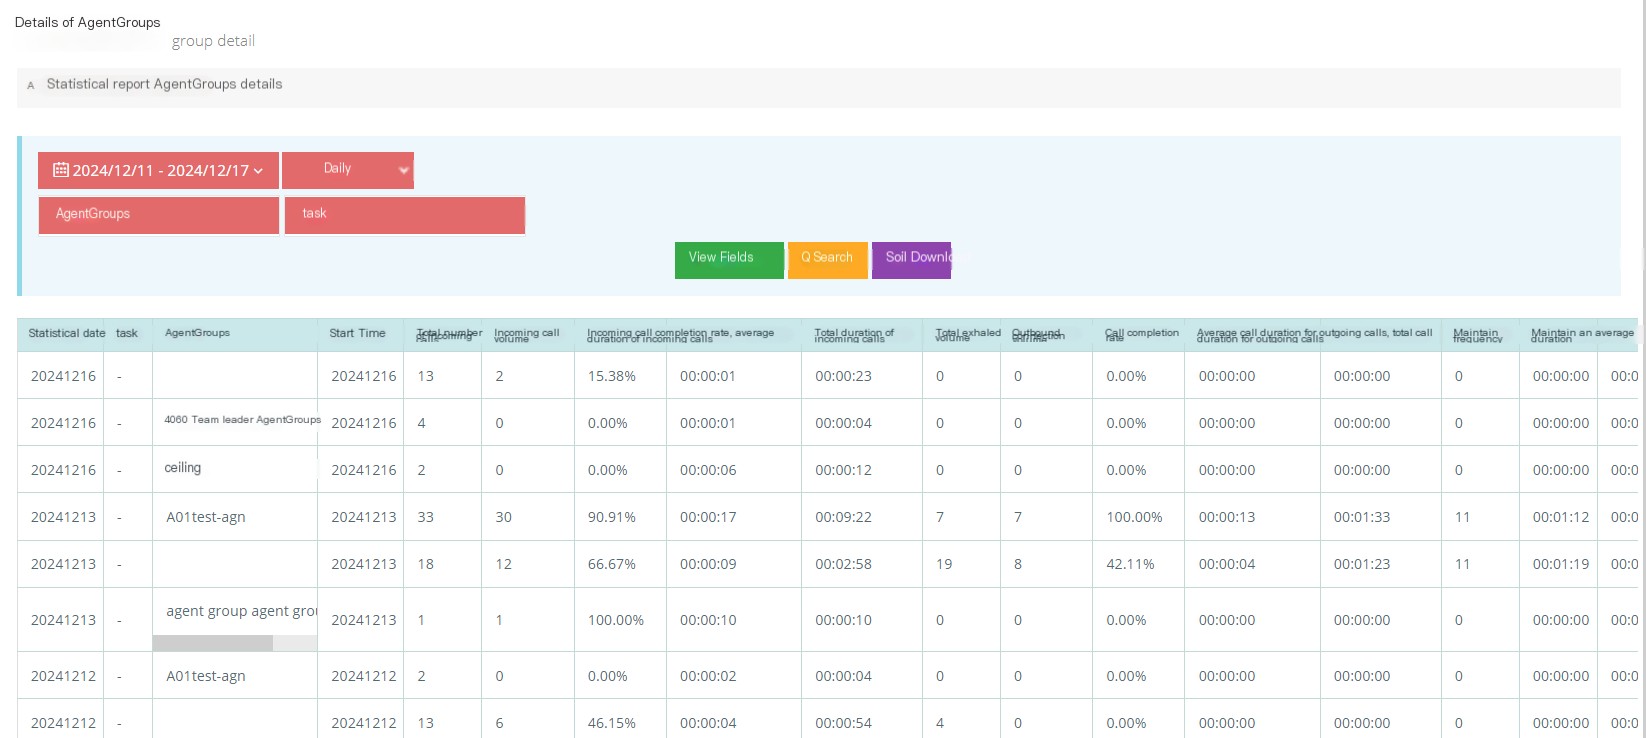 Details of AgentGroups
group detail
A Statistical report AgentGroups details
2024/12/11 - 2024/12/17 Daily
AgentGroups task
View Fields Q Search Soil Downlo
Statistical date task AgentGroups Start Time Total number Incoming call Incoming call completion rate, average Total duration of Total exhaled Outbound Call completion Average call duration for outgoing calls, total call Maintain Maintain an average
calls volume duration of incoming calls incoming calls volume rate duration for outgoing calls frequency duration
20241216 - 20241216 13 2 15.38% 00:00:01 00:00:23 0 0 0.00% 00:00:00 00:00:00 0 00:00:00 00:0
20241216 - 4060 Team leader AgentGroups 20241216 4 0 0.00% 00:00:01 00:00:04 0 0 0.00% 00:00:00 00:00:00 0 00:00:00 00:0
20241216 - ceiling 20241216 2 0 0.00% 00:00:06 00:00:12 0 0 0.00% 00:00:00 00:00:00 0 00:00:00 00:0
20241213 - A01test-agn 20241213 33 30 90.91% 00:00:17 00:09:22 7 7 100.00% 00:00:13 00:01:33 11 00:01:12 00:0
20241213 - 20241213 18 12 66.67% 00:00:09 00:02:58 19 8 42.11% 00:00:04 00:01:23 11 00:01:19 00:0
20241213 - agent group agent grou 20241213 1 1 100.00% 00:00:10 00:00:10 0 0 0.00% 00:00:00 00:00:00 0 00:00:00 00:0
20241212 - A01test-agn 20241212 2 0 0.00% 00:00:02 00:00:04 0 0 0.00% 00:00:00 00:00:00 0 00:00:00 00:0
20241212 - 20241212 13 6 46.15% 00:00:04 00:00:54 4 0 0.00% 00:00:00 00:00:00 0 00:00:00 00:0